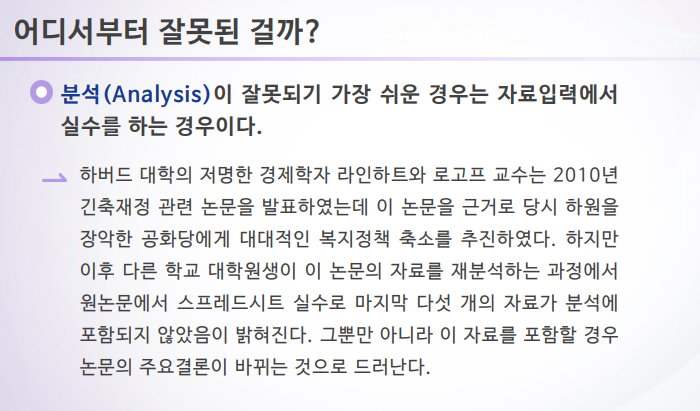 어디서부터 잘못된 걸까?
분석(Analysis)이 잘못되기 가장 쉬운 경우는 자료입력에서
실수를 하는 경우이다.
하버드 대학의 저명한 경제학자 라인하트와 로고프 교수는 2010년
긴축재정 관련 논문을 발표하였는데 이 논문을 근거로 당시 하원을
장악한 공화당에게 대대적인 복지정책 축소를 추진하였다. 하지만
이후 다른 학교 대학원생이 이 논문의 자료를 재분석하는 과정에서
원논문에서 스프레드시트 실수로 마지막 다섯 개의 자료가 분석에
포함되지 않았음이 밝혀진다. 그뿐만 아니라 이 자료를 포함할 경우
논문의 주요결론이 바뀌는 것으로 드러난다.